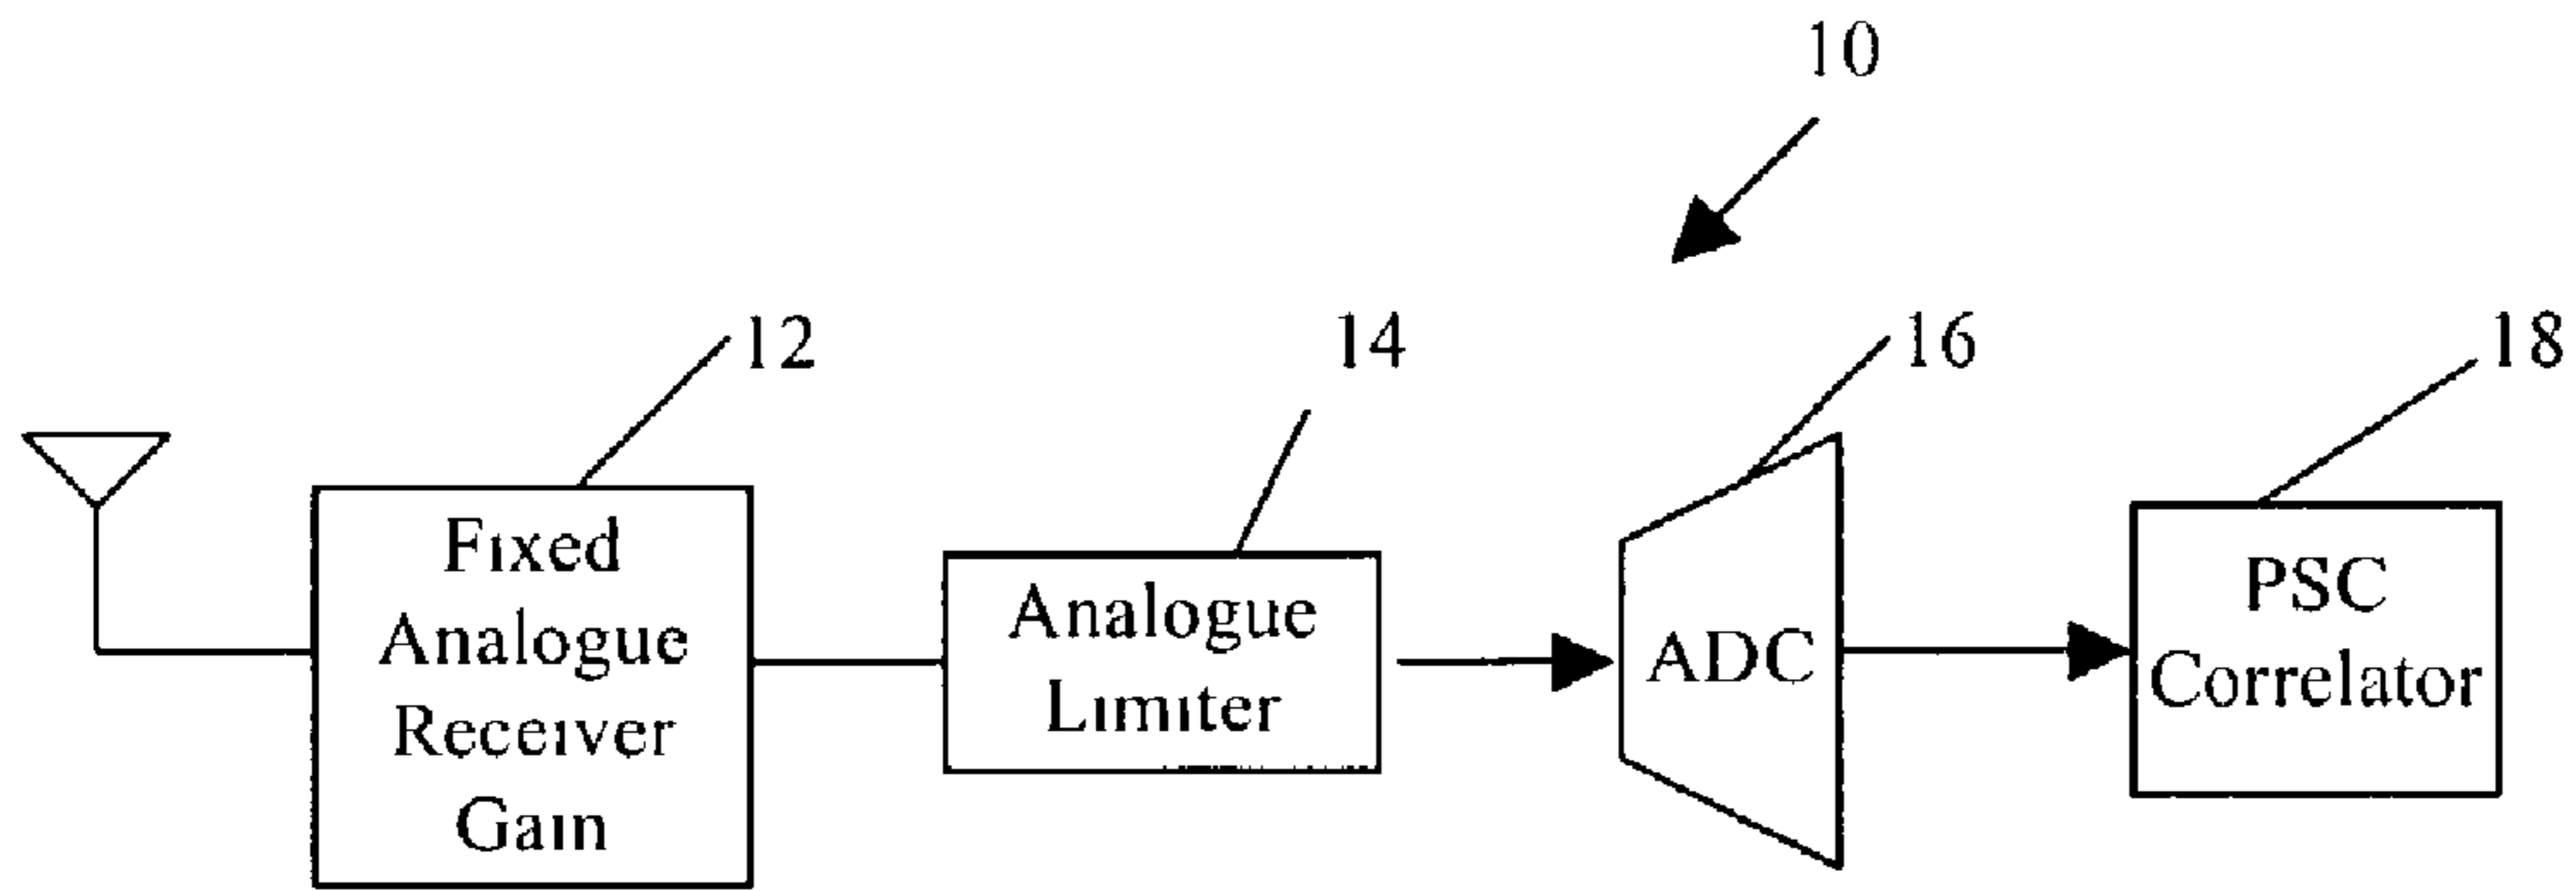 10
12
14
16
18
Fixed
Analogue
Receiver
Gain
Analogue
Limiter
ADC
PSC
Correlator